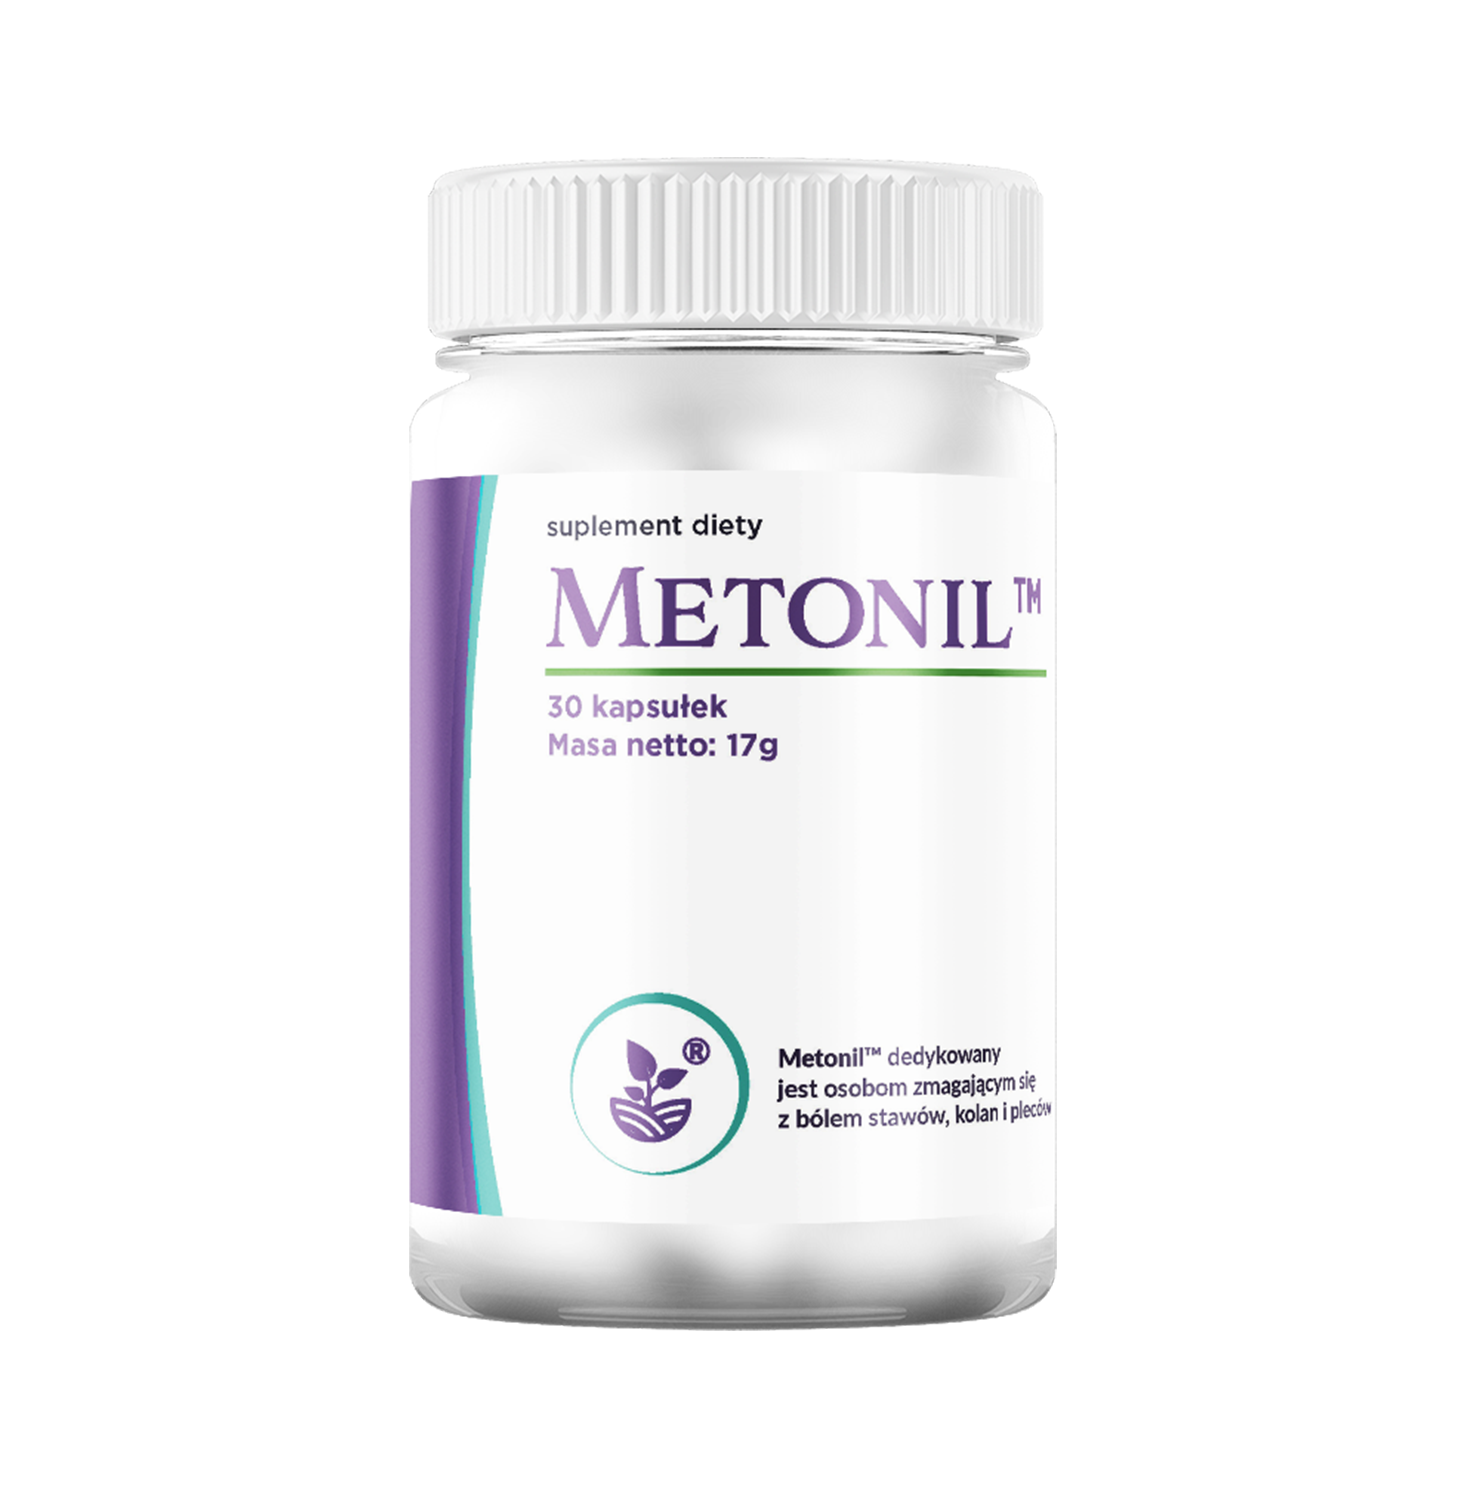 suplement diety
METONIL™
30 kapsułek
Masa netto: 17g
®
Metonil™ dedykowany
jest osobom zmagającym się
z bólem stawów, kolan i pleców